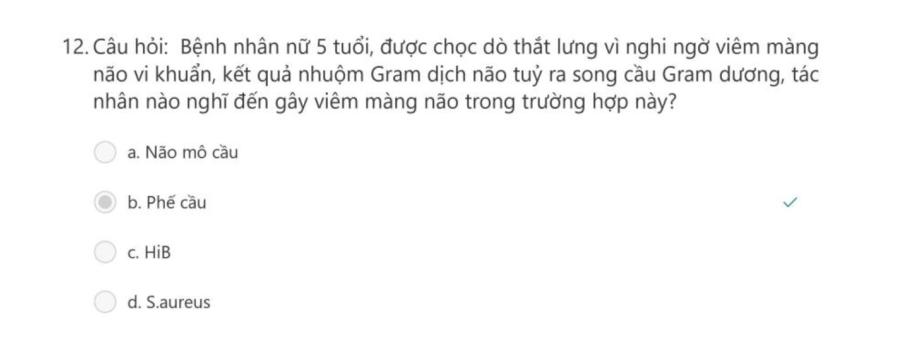 12. Câu hỏi: Bệnh nhân nữ 5 tuổi, được chọc dò thắt lưng vì nghi ngờ viêm màng
não vi khuẩn, kết quả nhuộm Gram dịch não tuỷ ra song cầu Gram dương, tác
nhân nào nghĩ đến gây viêm màng não trong trường hợp này?
a. Não mô cầu
b. Phế cầu
c. HiB
d. S.aureus